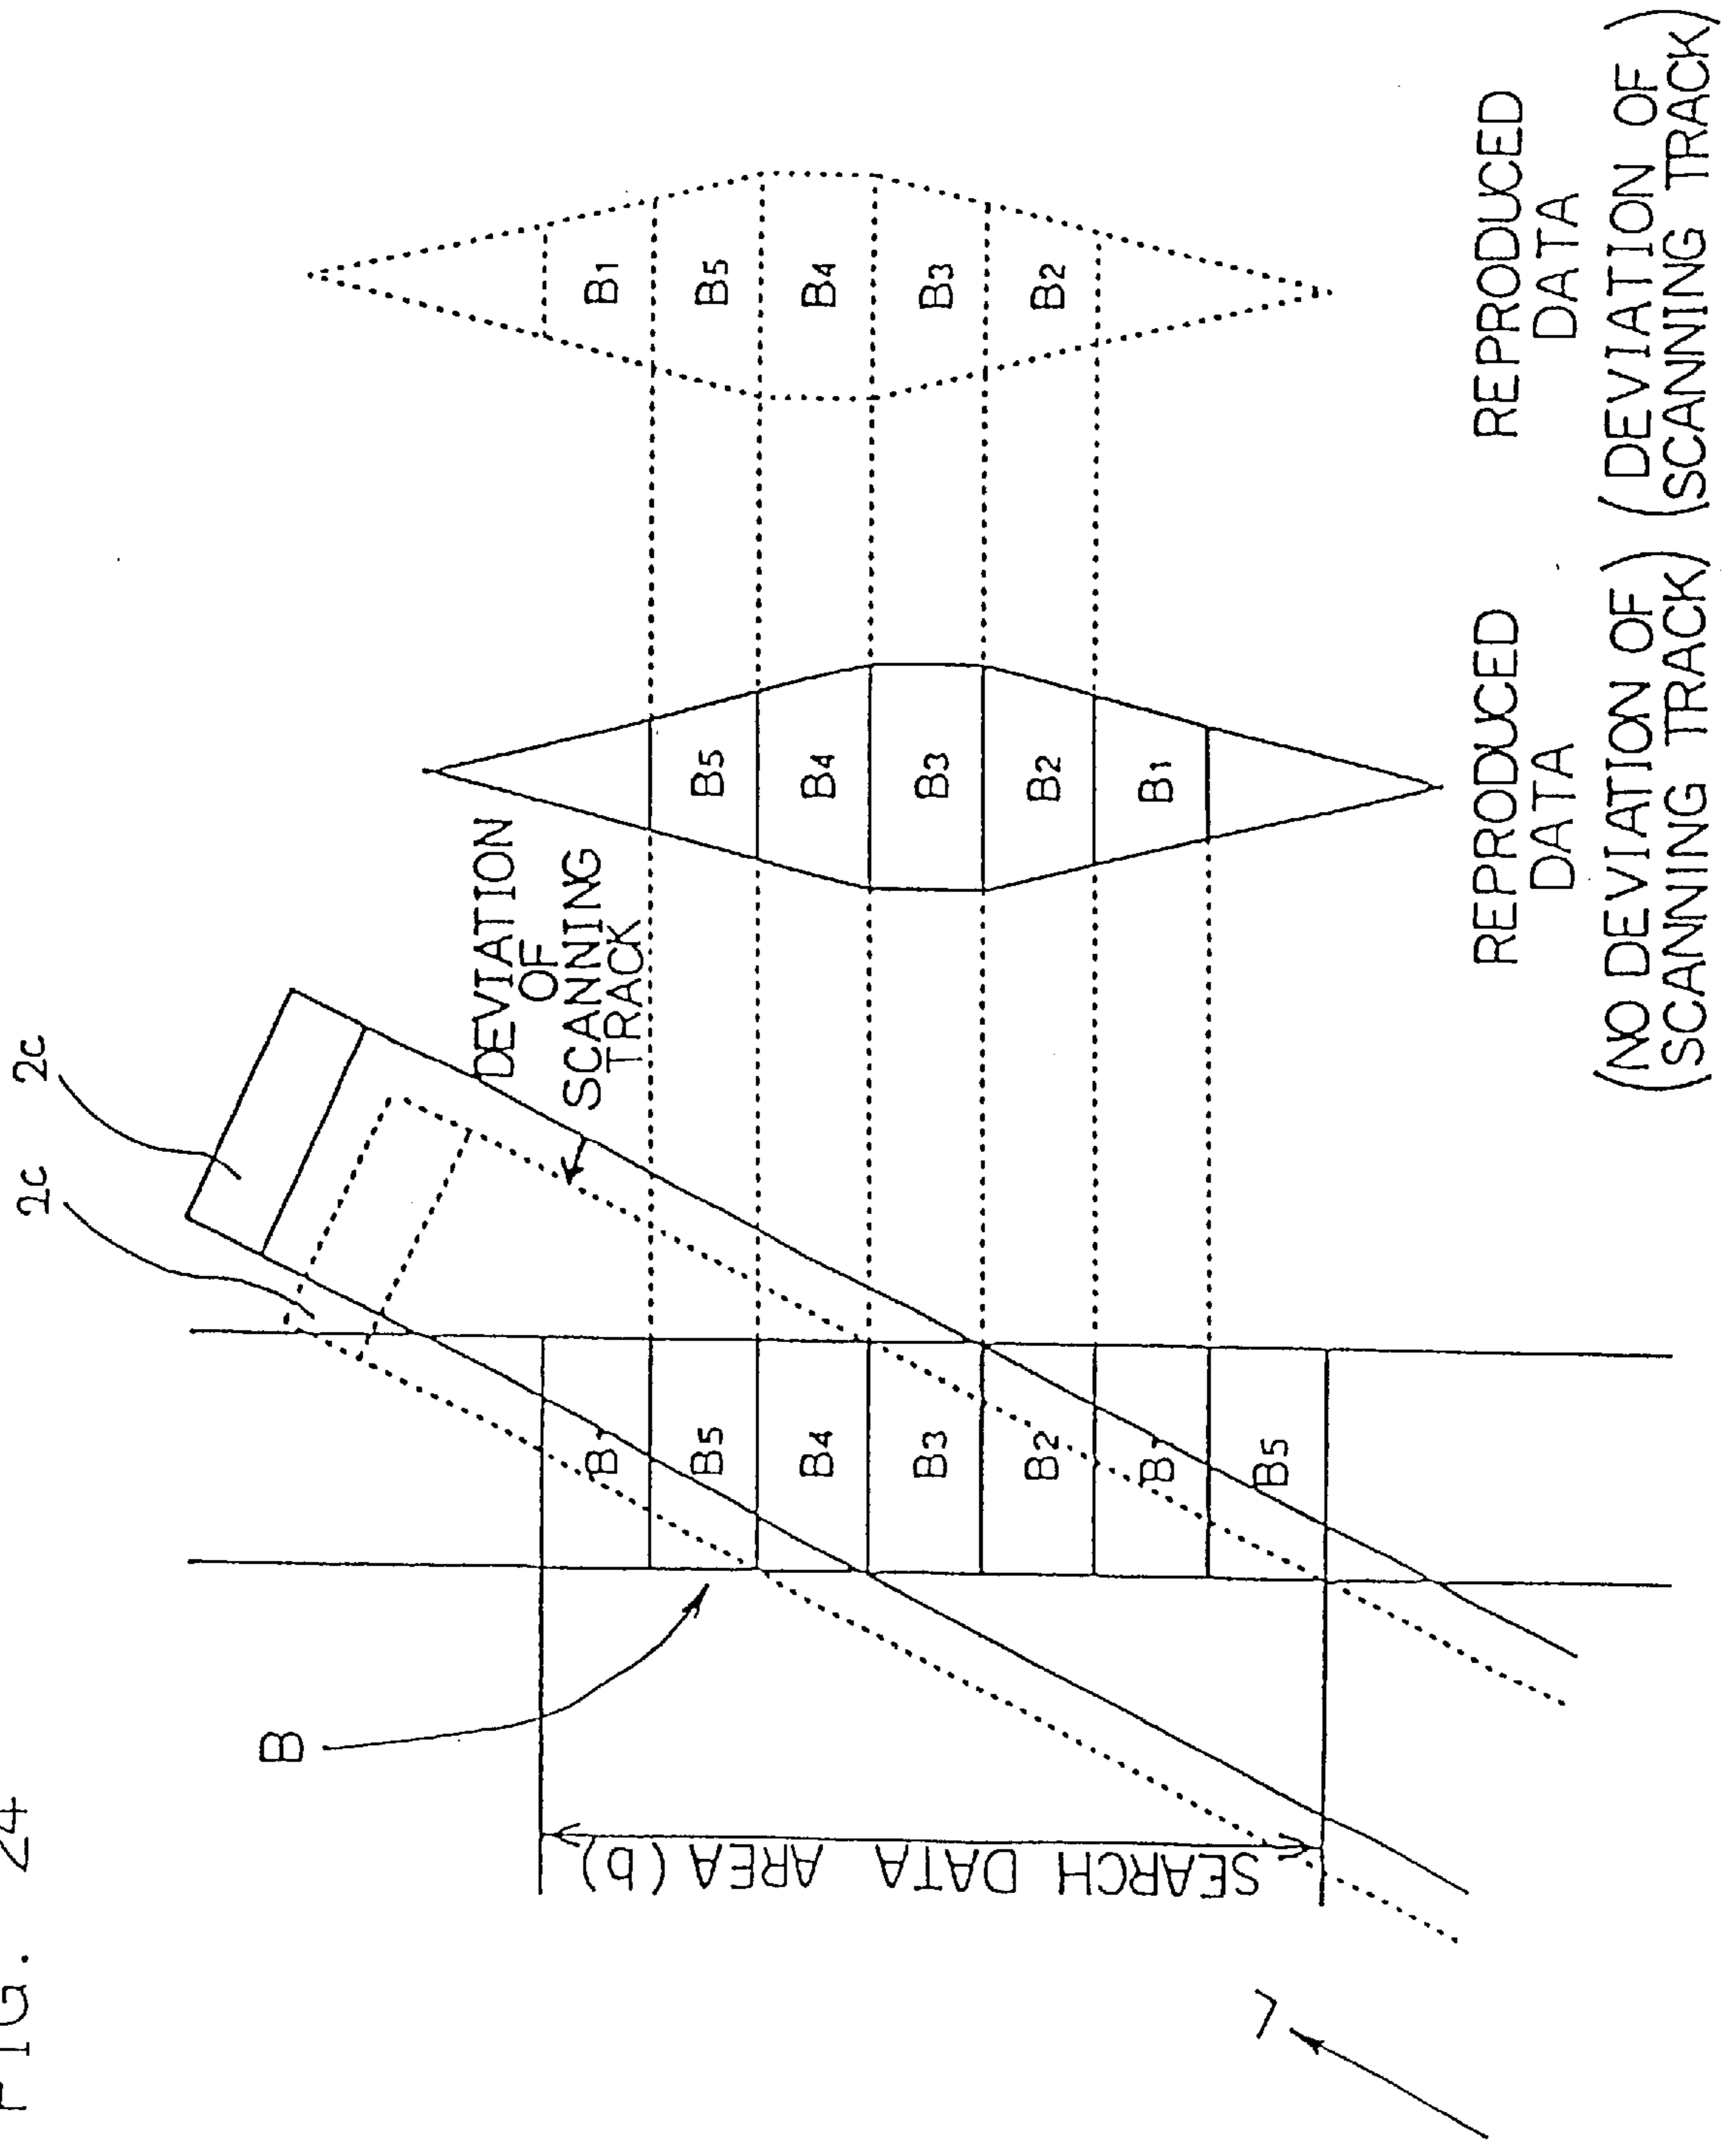 FIG. 24
2c
2c
B
DEVIATION
OF
SCANNING
TRACK
SEARCH DATA AREA (b)
B1
B5
B4
B3
B2
B1
B5
B5
B4
B3
B2
B1
B1
B5
B4
B3
B2
7
REPRODUCED
DATA
(NO DEVIATION OF
SCANNING TRACK)
REPRODUCED
DATA
(DEVIATION OF
SCANNING TRACK)